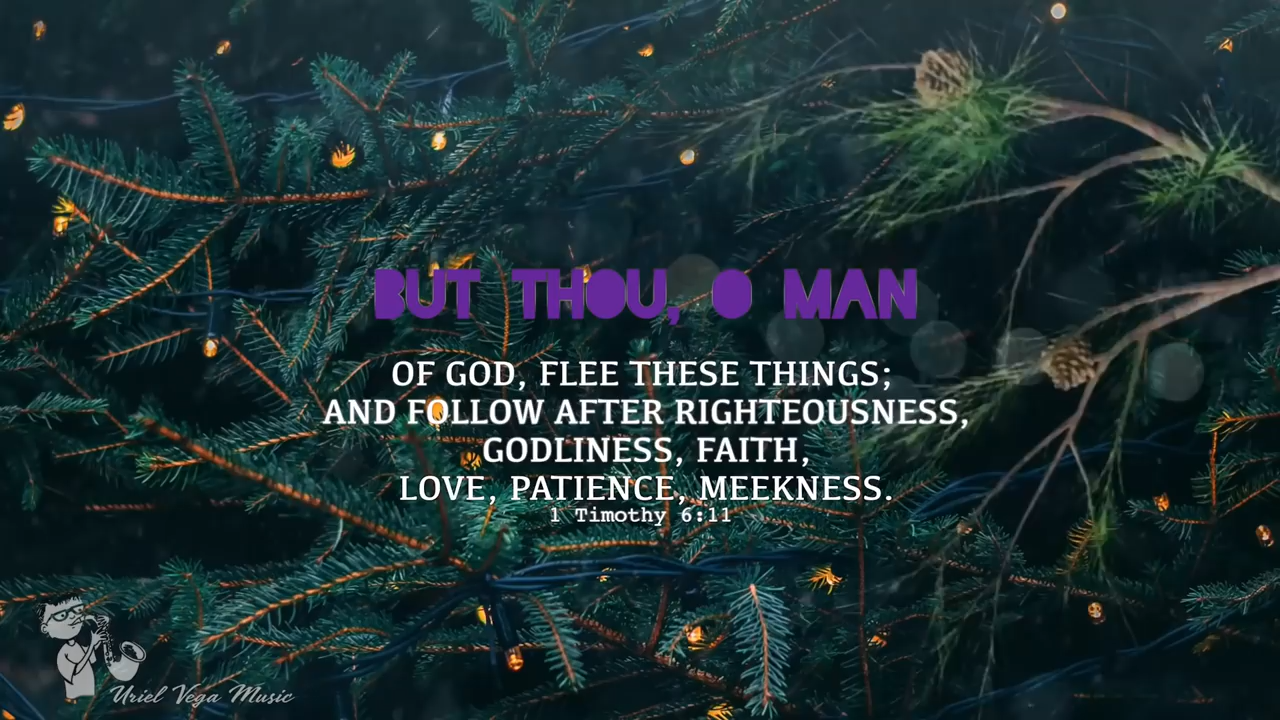 BUT THOU, O MAN
OF GOD, FLEE THESE THINGS;
AND FOLLOW AFTER RIGHTEOUSNESS,
GODLINESS, FAITH,
LOVE, PATIENCE, MEEKNESS.
1 Timothy 6:11
Uriel Vega Music